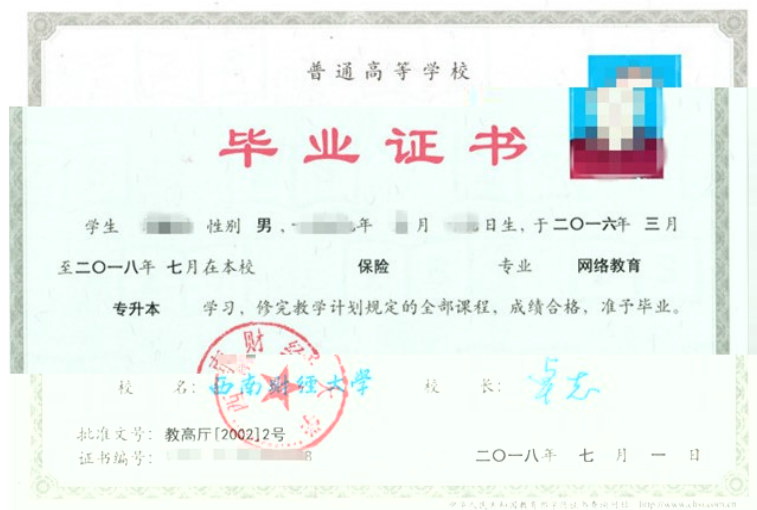 普通高等学校
毕业证书
学生 性别 男, 年 月 日生, 于二〇一六年 三月
至二〇一八年 七月在本校 保险 专业 网络教育
专升本 学习, 修完教学计划规定的全部课程, 成绩合格, 准予毕业。
校 名: 西南财经大学 校 长: 卓志
批准文号: 教高厅[2002]2号
证书编号: 8 二〇一八年 七 月 一 日